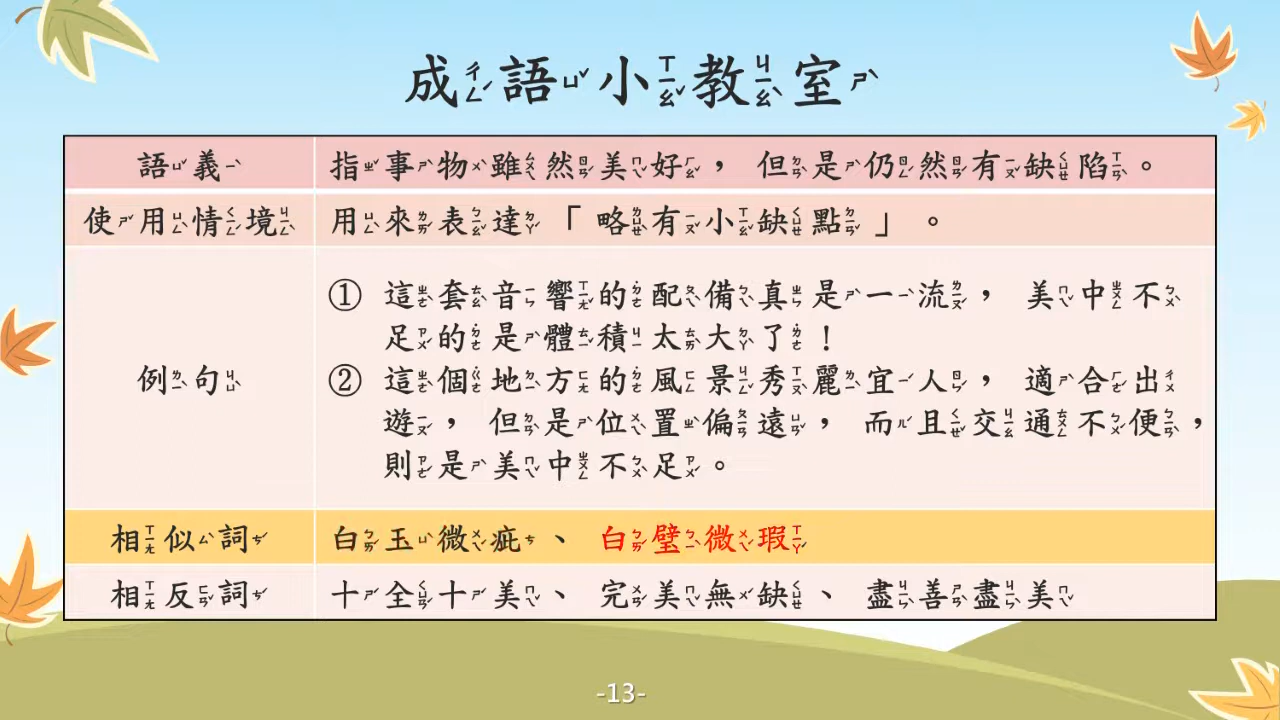 成語小教室
語義 指事物雖然美好，但是仍然有缺陷。
使用情境 用來表達「略有小缺點」。
例句
① 這套音響的配備真是一流，美中不
足的是體積太大了！
② 這個地方的風景秀麗宜人，適合出
遊，但是位置偏遠，而且交通不便，
則是美中不足。
相似詞 白玉微疵、白璧微瑕
相反詞 十全十美、完美無缺、盡善盡美
-13-